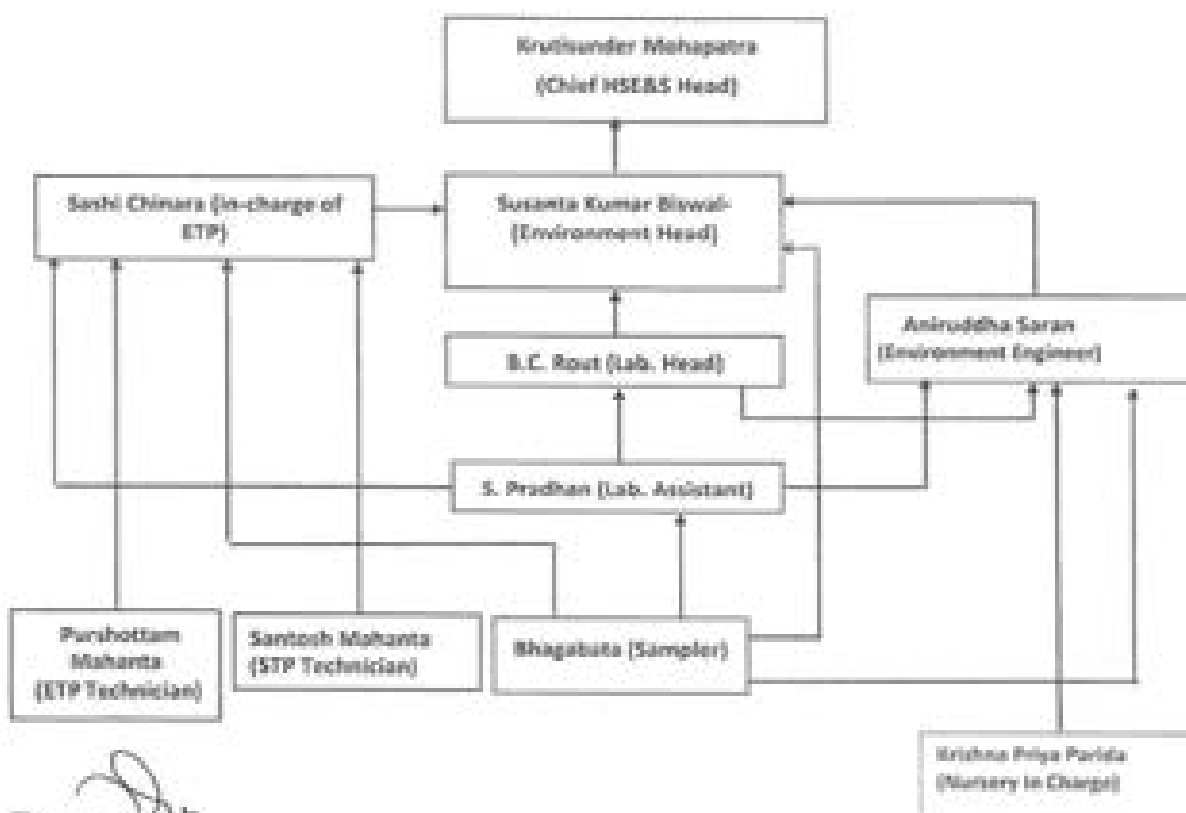 Krutisunder Mohapatra
(Chief HSE&S Head)
Sashi Chinara (in-charge of
ETP)
Susanta Kumar Biswal-
(Environment Head)
Aniruddha Saran
(Environment Engineer)
B.C. Rout (Lab. Head)
S. Pradhan (Lab. Assistant)
Purshottam
Mahanta
(ETP Technician)
Santosh Mahanta
(STP Technician)
Bhagabata (Sampler)
Krishna Priya Parida
(Nursery In Charge)